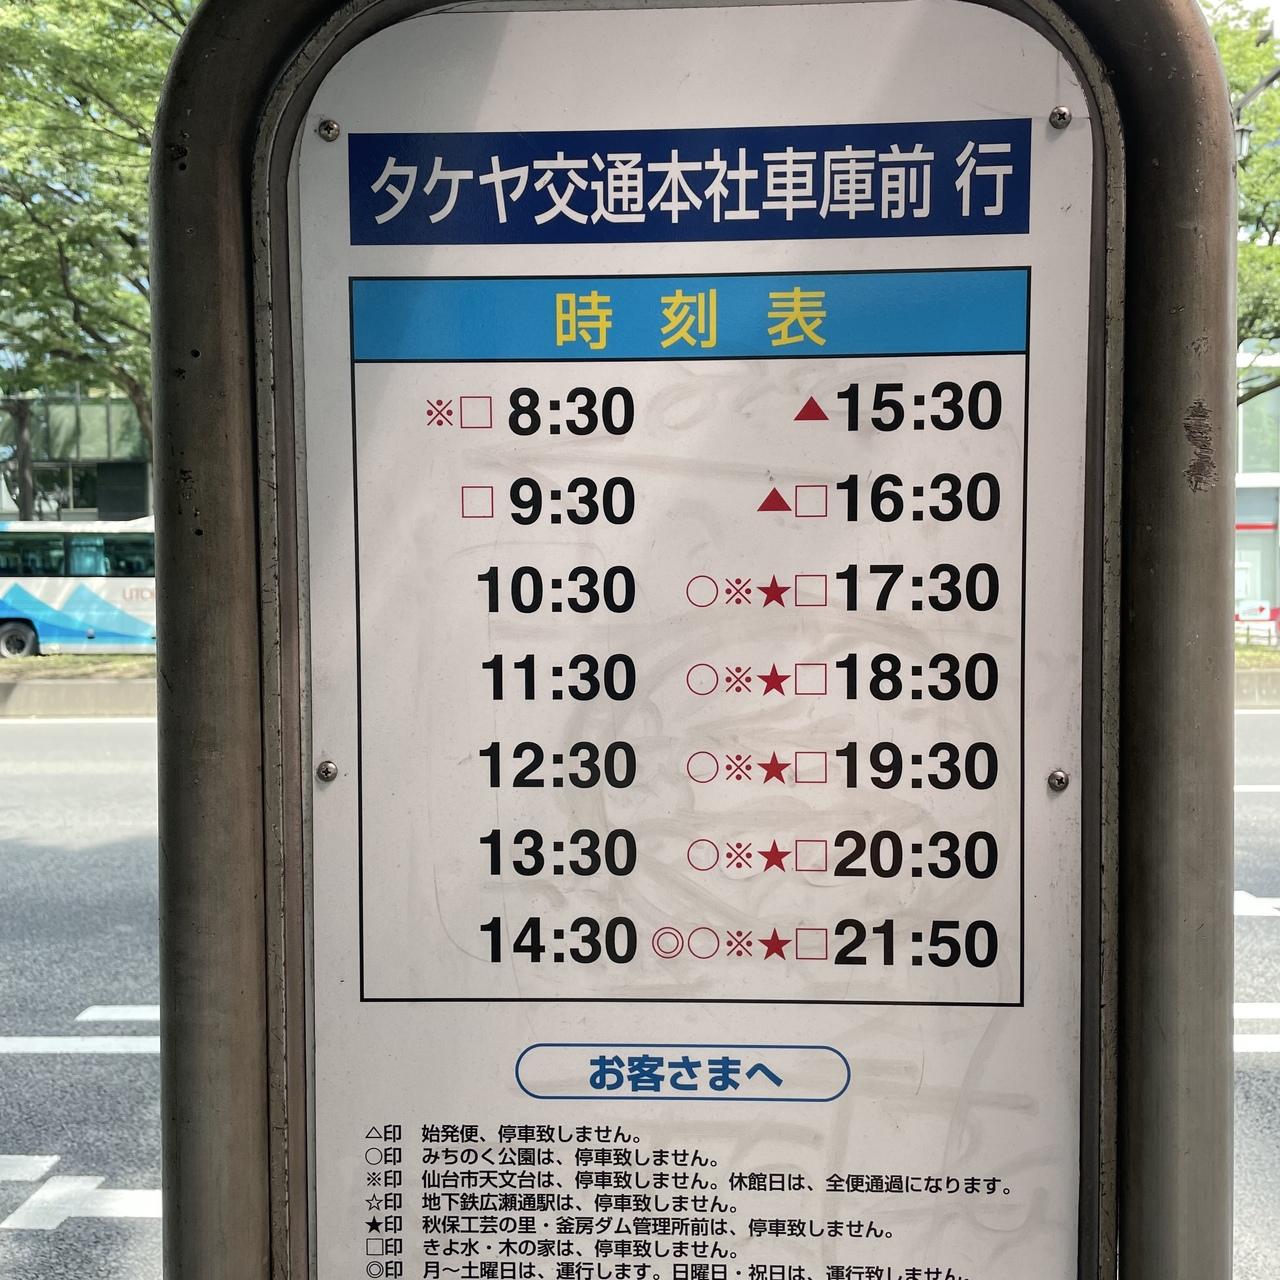 タケヤ交通本社車庫前 行
時刻表
※□ 8:30 ▲15:30
□ 9:30 ▲□16:30
10:30 ○※★□17:30
11:30 ○※★□18:30
12:30 ○※★□19:30
13:30 ○※★□20:30
14:30 ◎○※★□21:50
お客さまへ
△印 始発便、停車致しません。
○印 みちのく公園は、停車致しません。
※印 仙台市天文台は、停車致しません。休館日は、全便通過になります。
☆印 地下鉄広瀬通駅は、停車致しません。
★印 秋保工芸の里・釜房ダム管理所前は、停車致しません。
□印 きよ水・木の家は、停車致しません。
◎印 月〜土曜日は、運行します。日曜日・祝日は、運行致しません。